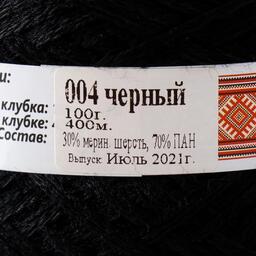 и:
клубка:
клубке:
Состав:
004 черный
100г.
400м.
30% мерин. шерсть, 70% ПАН
Выпуск Июль 2021г.